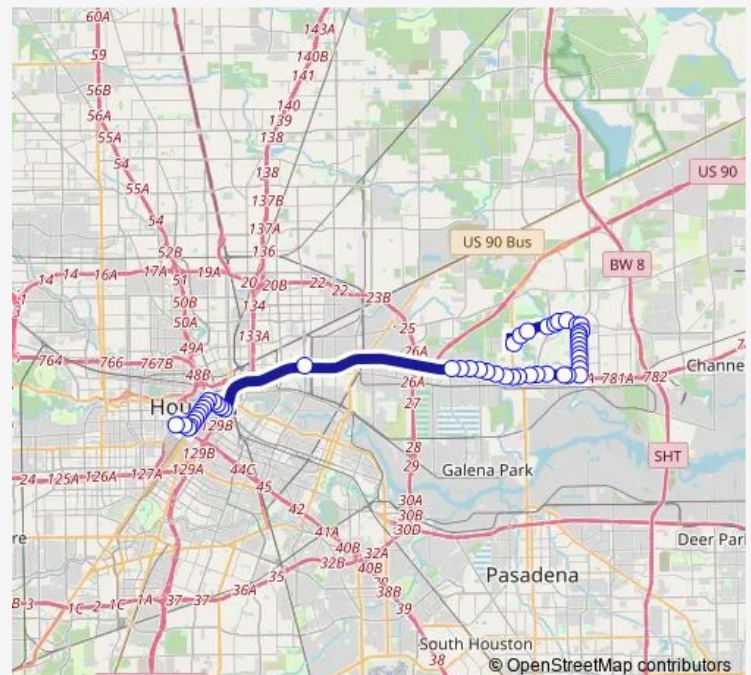 60A
143A
59
140B
56B
141
56A
140
55A
139
138
54
55A
138
US 90
54
137B
137A
US 90 Bus
52B
136
BW 8
14
14
16A
17A
19A
51
20
20B
22
22
23B
50B
134
25
50A
133A
49A
26A
764
766
767B
48B
781A
782
Channe
26A
Hou
129B
27
129B
28
SHT
24
125A
126A
127A
129A
44C
29
Galena Park
45
42
30A
30B
30D
re
41A
Deer Par
40B
32A
35
32B
40B
Pasadena
36A
38B
B
3
2
1C
1A
37
37
39
1C
South Houston
38
© OpenStreetMap contributors